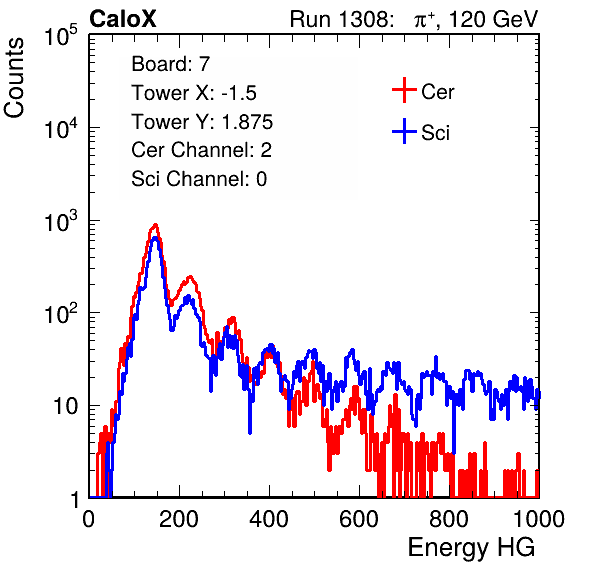 CaloX Run 1308: π⁺, 120 GeV
Counts
10⁵
10⁴
10³
10²
10
1
Board: 7
Tower X: -1.5
Tower Y: 1.875
Cer Channel: 2
Sci Channel: 0
Cer
Sci
0 200 400 600 800 1000
Energy HG